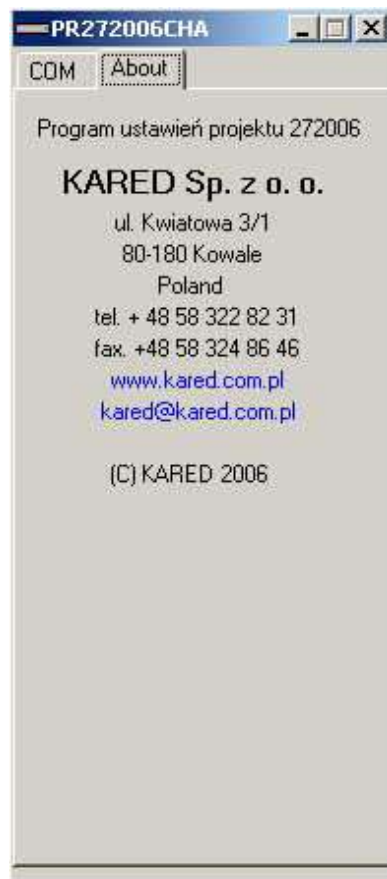 PR272006CHA
COM About
Program ustawień projektu 272006
KARED Sp. z o. o.
ul. Kwiatowa 3/1
80-180 Kowale
Poland
tel. + 48 58 322 82 31
fax. +48 58 324 86 46
www.kared.com.pl
kared@kared.com.pl
(C) KARED 2006